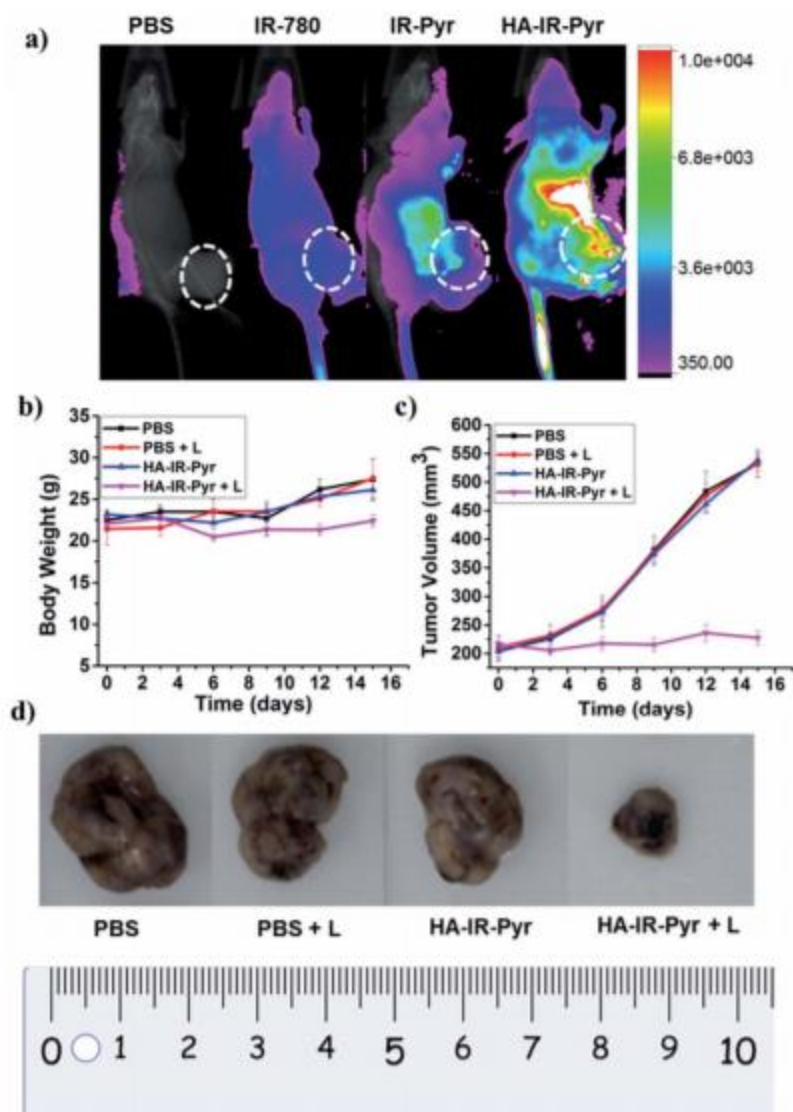 a)
PBS IR-780 IR-Pyr HA-IR-Pyr
1.0e+004
6.8e+003
3.6e+003
350.00
b)
PBS
PBS + L
HA-IR-Pyr
HA-IR-Pyr + L
35
30
25
20
15
10
5
Body Weight (g)
0 2 4 6 8 10 12 14 16
Time (days)
c)
PBS
PBS + L
HA-IR-Pyr
HA-IR-Pyr + L
600
550
500
450
400
350
300
250
200
Tumor Volume (mm³)
0 2 4 6 8 10 12 14 16
Time (days)
d)
PBS PBS + L HA-IR-Pyr HA-IR-Pyr + L
0 1 2 3 4 5 6 7 8 9 10